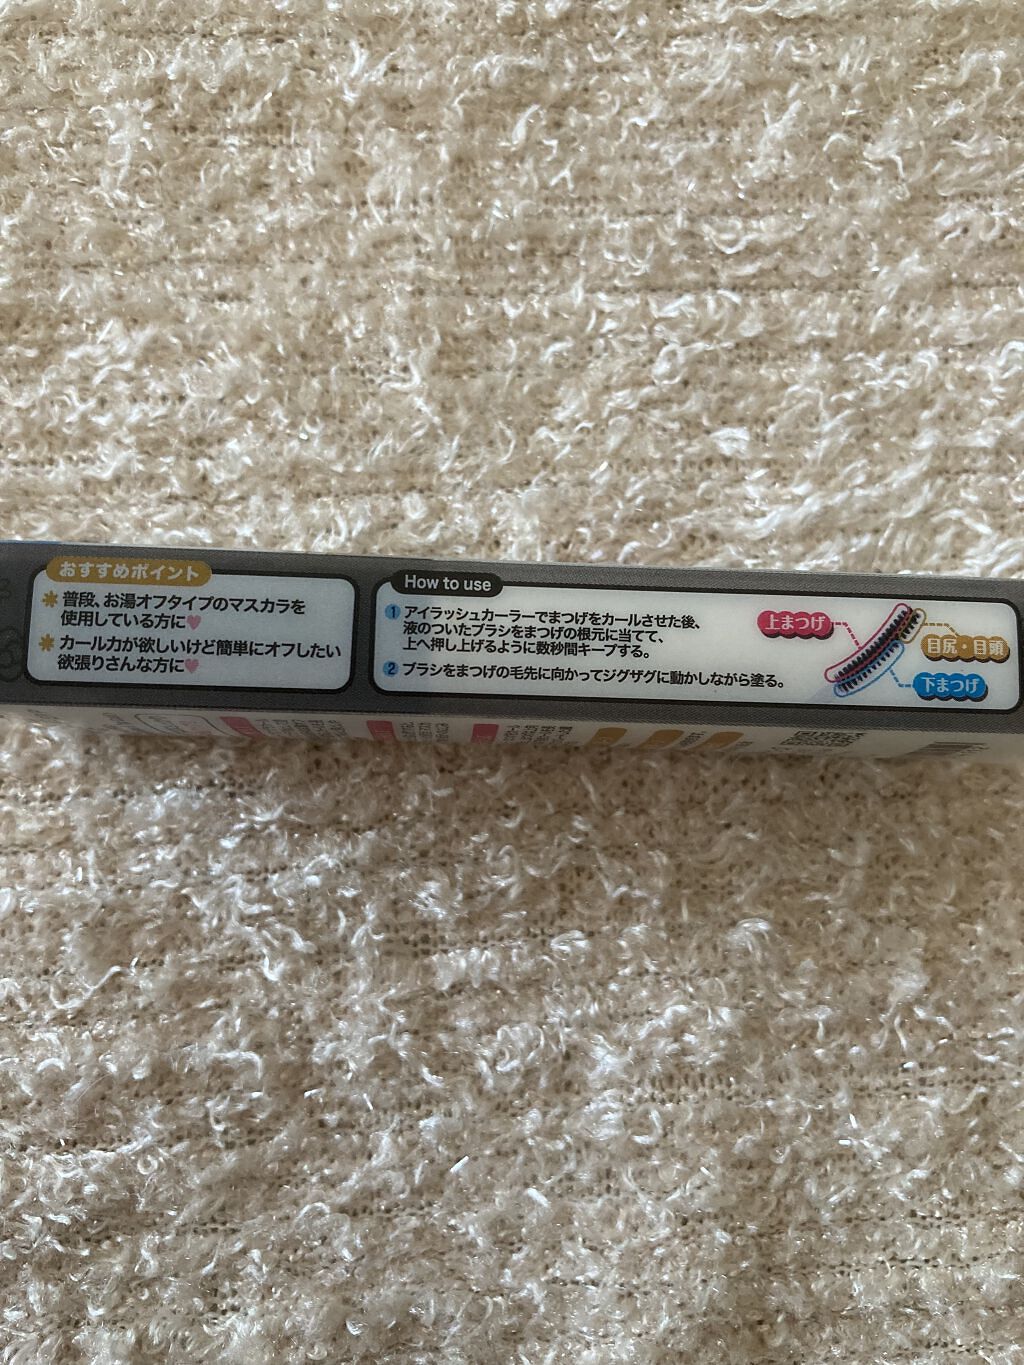 おすすめポイント
普段、お湯オフタイプのマスカラを
使用している方に♥
カール力が欲しいけど簡単にオフしたい
欲張りさんな方に♥
How to use
1 アイラッシュカーラーでまつげをカールさせた後、
液のついたブラシをまつげの根元に当てて、
上へ押し上げるように数秒間キープする。
2 ブラシをまつげの毛先に向かってジグザグに動かしながら塗る。
上まつげ
目尻・目頭
下まつげ